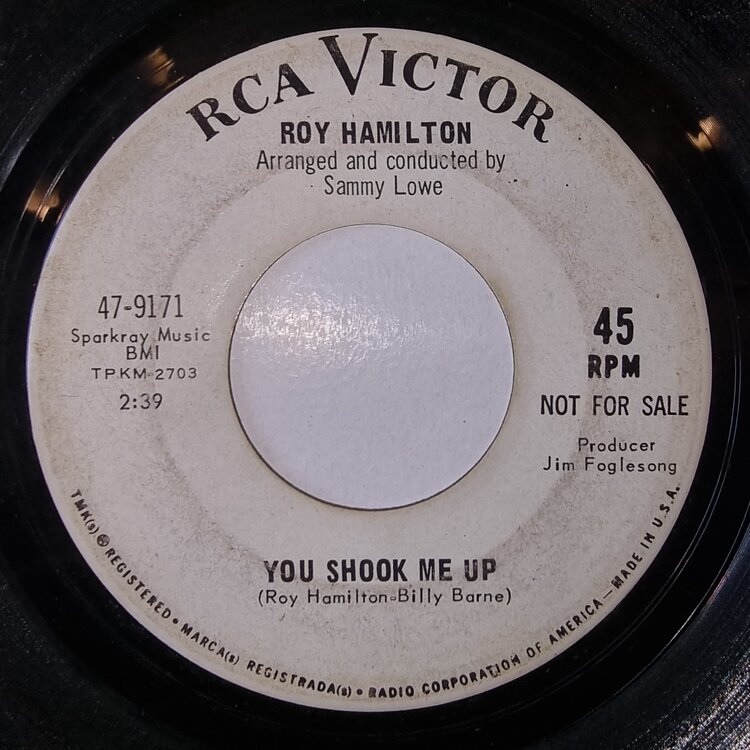 RCA VICTOR
ROY HAMILTON
Arranged and conducted by
Sammy Lowe
47-9171
Sparkray Music
BMI
TPKM-2703
2:39
45
RPM
NOT FOR SALE
Producer
Jim Foglesong
YOU SHOOK ME UP
(Roy Hamilton-Billy Barne)
TMK(s) ® REGISTERED • MARCA(s) REGISTRADA(s) • RADIO CORPORATION OF AMERICA — MADE IN U.S.A.